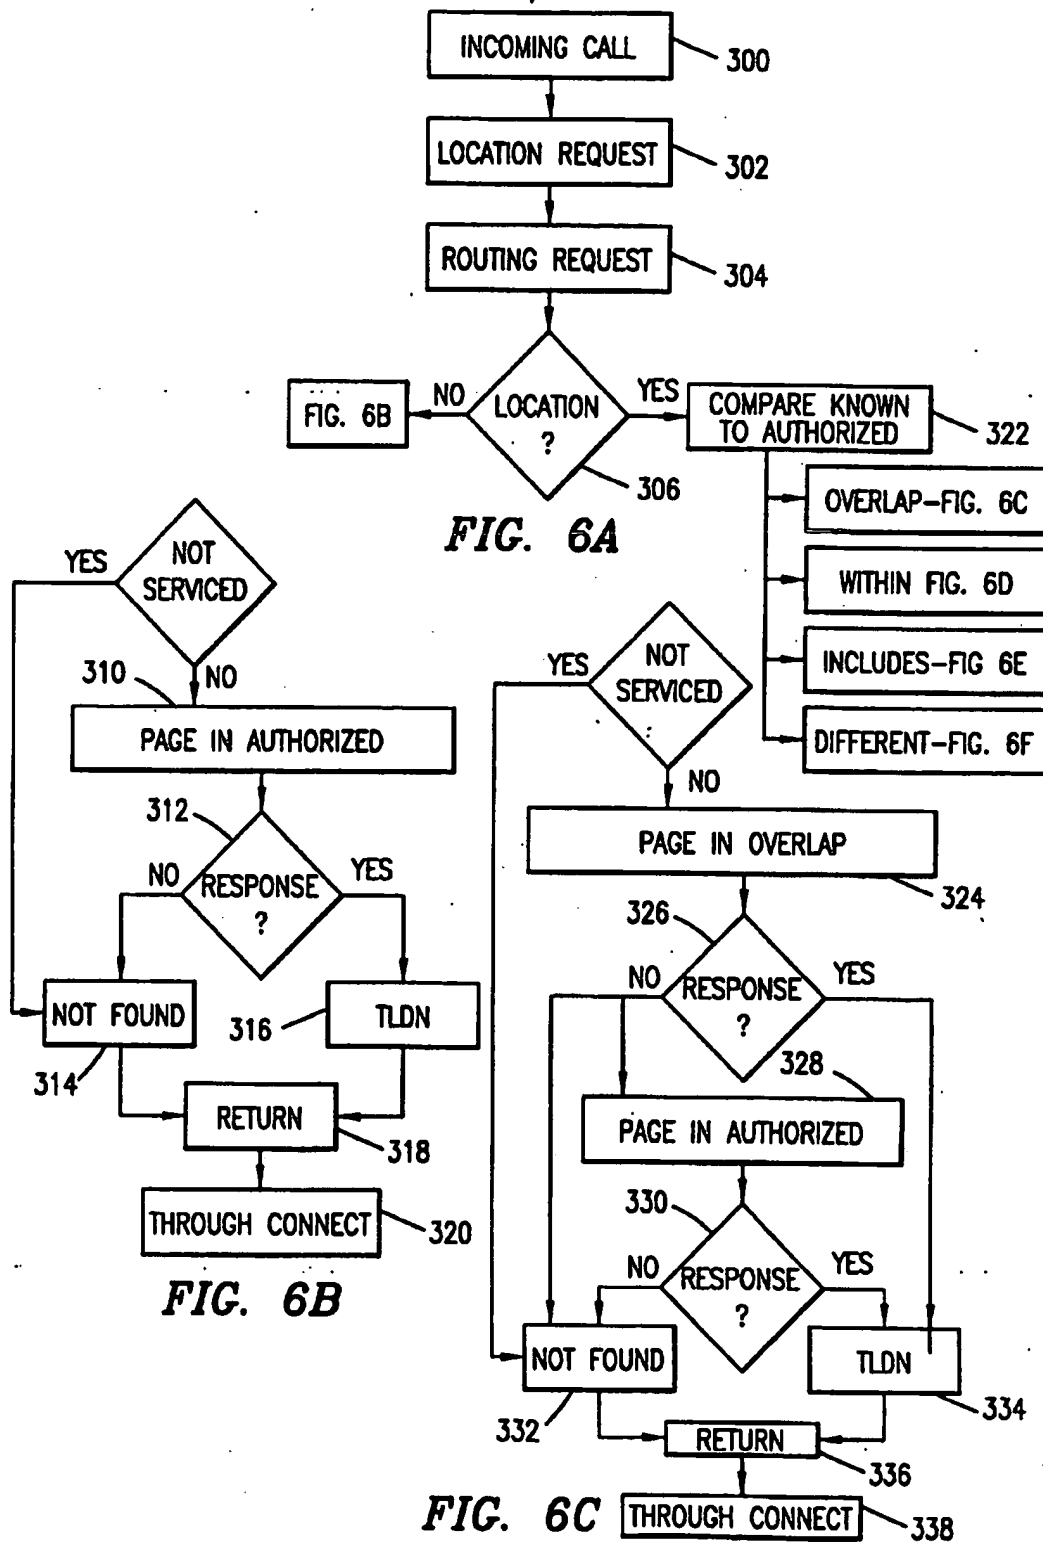 INCOMING CALL
300
LOCATION REQUEST
302
ROUTING REQUEST
304
LOCATION
?
306
NO
YES
FIG. 6B
COMPARE KNOWN
TO AUTHORIZED
322
OVERLAP-FIG. 6C
WITHIN FIG. 6D
INCLUDES-FIG 6E
DIFFERENT-FIG. 6F
FIG. 6A
NOT
SERVICED
YES
NO
310
PAGE IN AUTHORIZED
312
RESPONSE
?
NO
YES
NOT FOUND
314
316
TLDN
RETURN
318
THROUGH CONNECT
320
FIG. 6B
NOT
SERVICED
YES
NO
PAGE IN OVERLAP
324
326
RESPONSE
?
NO
YES
328
PAGE IN AUTHORIZED
330
RESPONSE
?
NO
YES
NOT FOUND
332
TLDN
334
RETURN
336
THROUGH CONNECT
338
FIG. 6C